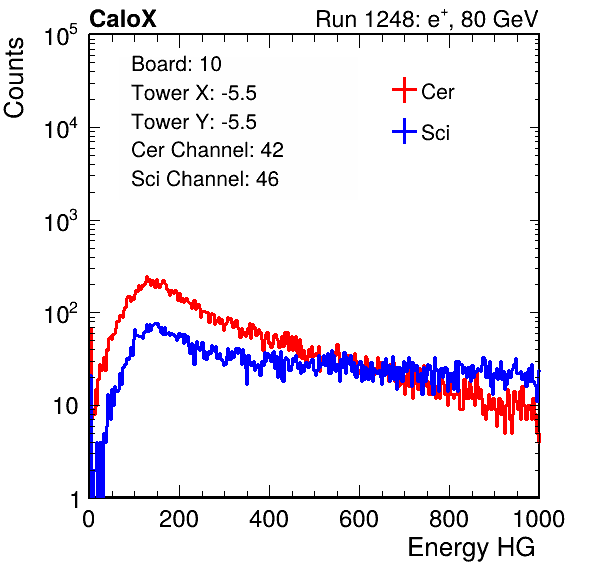 CaloX Run 1248: e⁺, 80 GeV
Counts
Board: 10
Tower X: -5.5
Tower Y: -5.5
Cer Channel: 42
Sci Channel: 46
Cer
Sci
10⁵
10⁴
10³
10²
10
1
0 200 400 600 800 1000
Energy HG